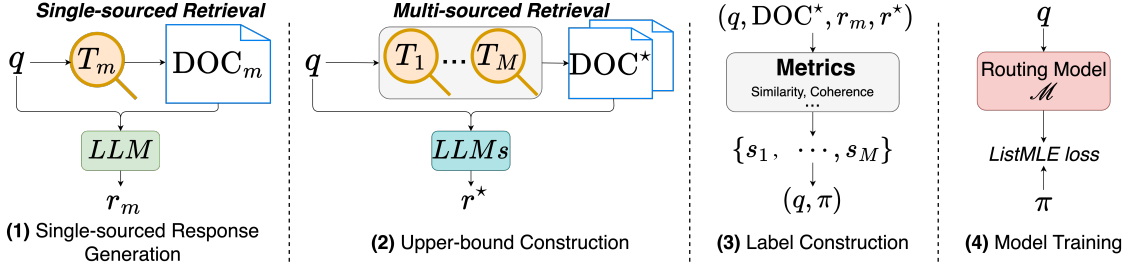 Single-sourced Retrieval
q
T_m
DOC_m
LLM
r_m
(1) Single-sourced Response
Generation
Multi-sourced Retrieval
q
T_1 ··· T_M
DOC*
LLMs
r*
(2) Upper-bound Construction
(q, DOC*, r_m, r*)
Metrics
Similarity, Coherence
...
{s_1, ···, s_M}
(q, π)
(3) Label Construction
q
Routing Model
ℳ
ListMLE loss
π
(4) Model Training